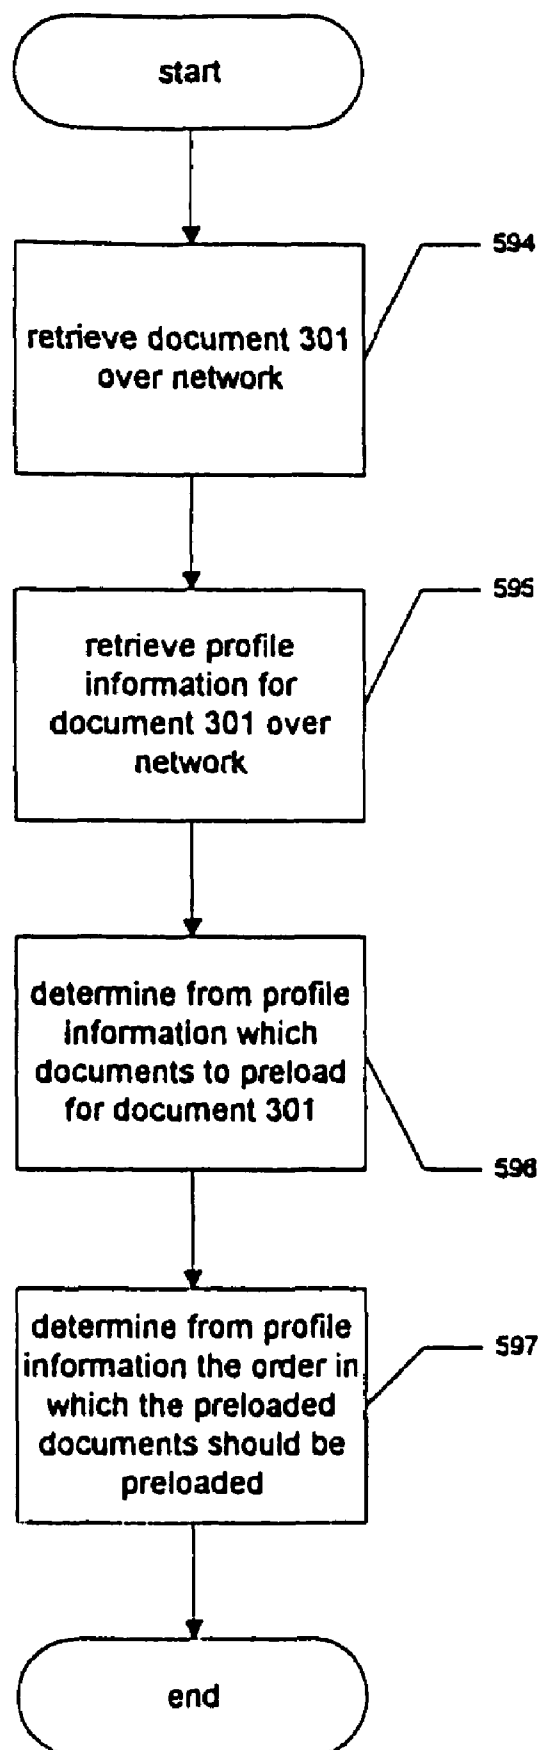 start
594
retrieve document 301
over network
595
retrieve profile
information for
document 301 over
network
determine from profile
information which
documents to preload
for document 301
596
determine from profile
information the order in
which the preloaded
documents should be
preloaded
597
end